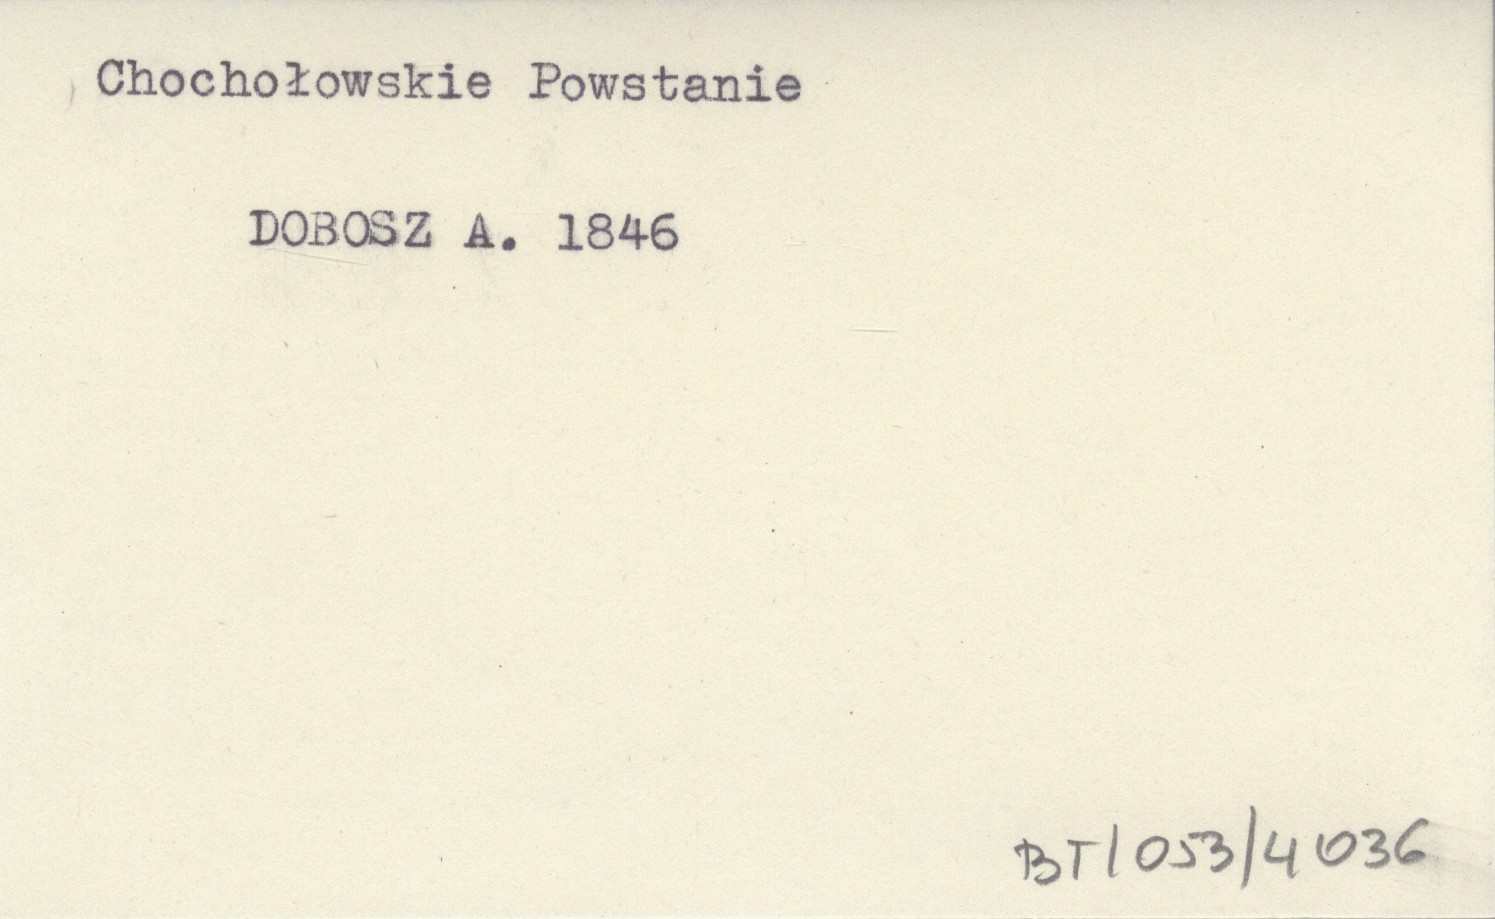 Chochołowskie Powstanie
DOBOSZ A. 1846
BT/053/4036